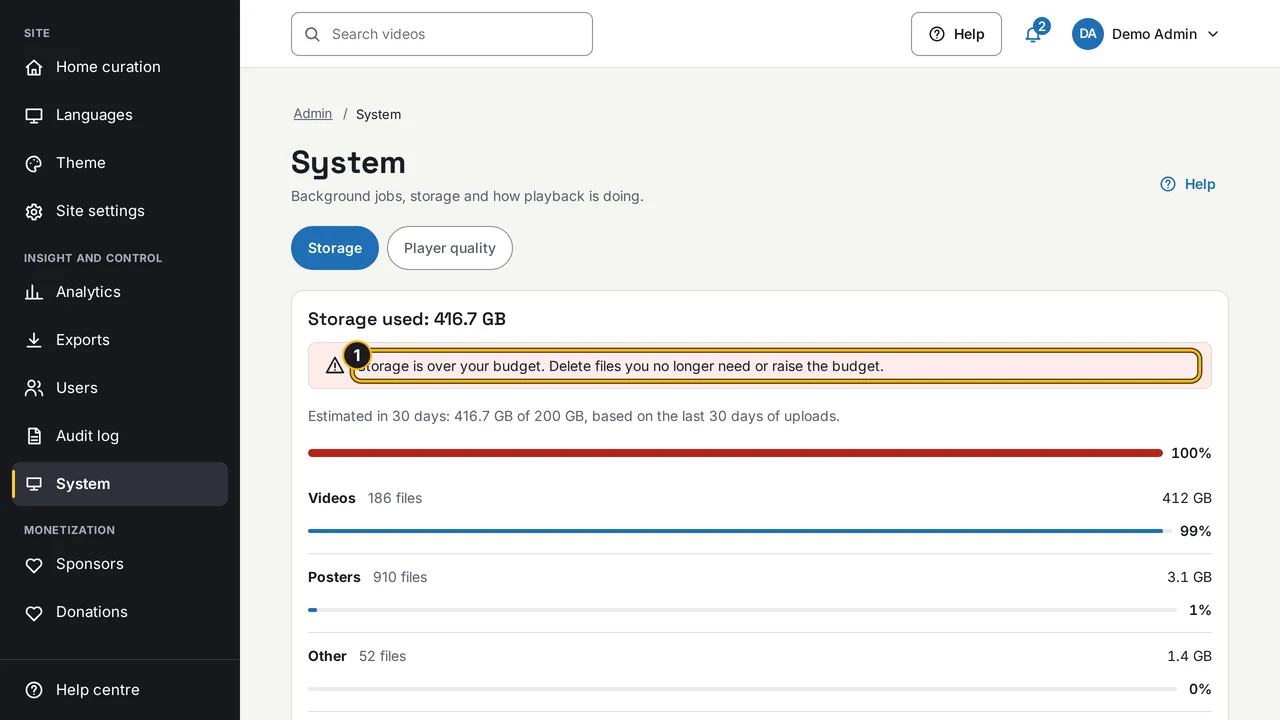 SITE
Home curation
Languages
Theme
Site settings
INSIGHT AND CONTROL
Analytics
Exports
Users
Audit log
System
MONETIZATION
Sponsors
Donations
Help centre
Search videos
Help
2
DA
Demo Admin
Admin / System
System
Background jobs, storage and how playback is doing.
Help
Storage
Player quality
Storage used: 416.7 GB
1
Storage is over your budget. Delete files you no longer need or raise the budget.
Estimated in 30 days: 416.7 GB of 200 GB, based on the last 30 days of uploads.
100%
Videos 186 files 412 GB
99%
Posters 910 files 3.1 GB
1%
Other 52 files 1.4 GB
0%